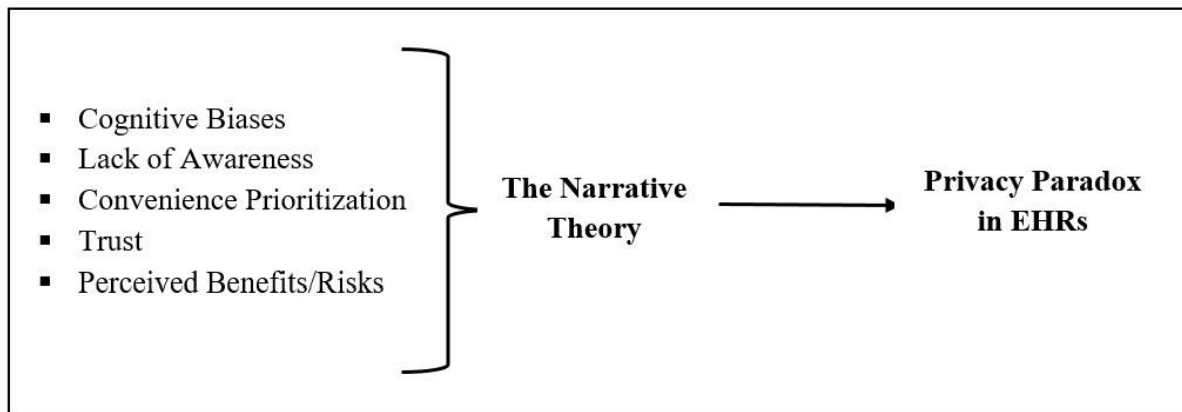 ▪ Cognitive Biases
▪ Lack of Awareness
▪ Convenience Prioritization
▪ Trust
▪ Perceived Benefits/Risks
The Narrative
Theory
Privacy Paradox
in EHRs